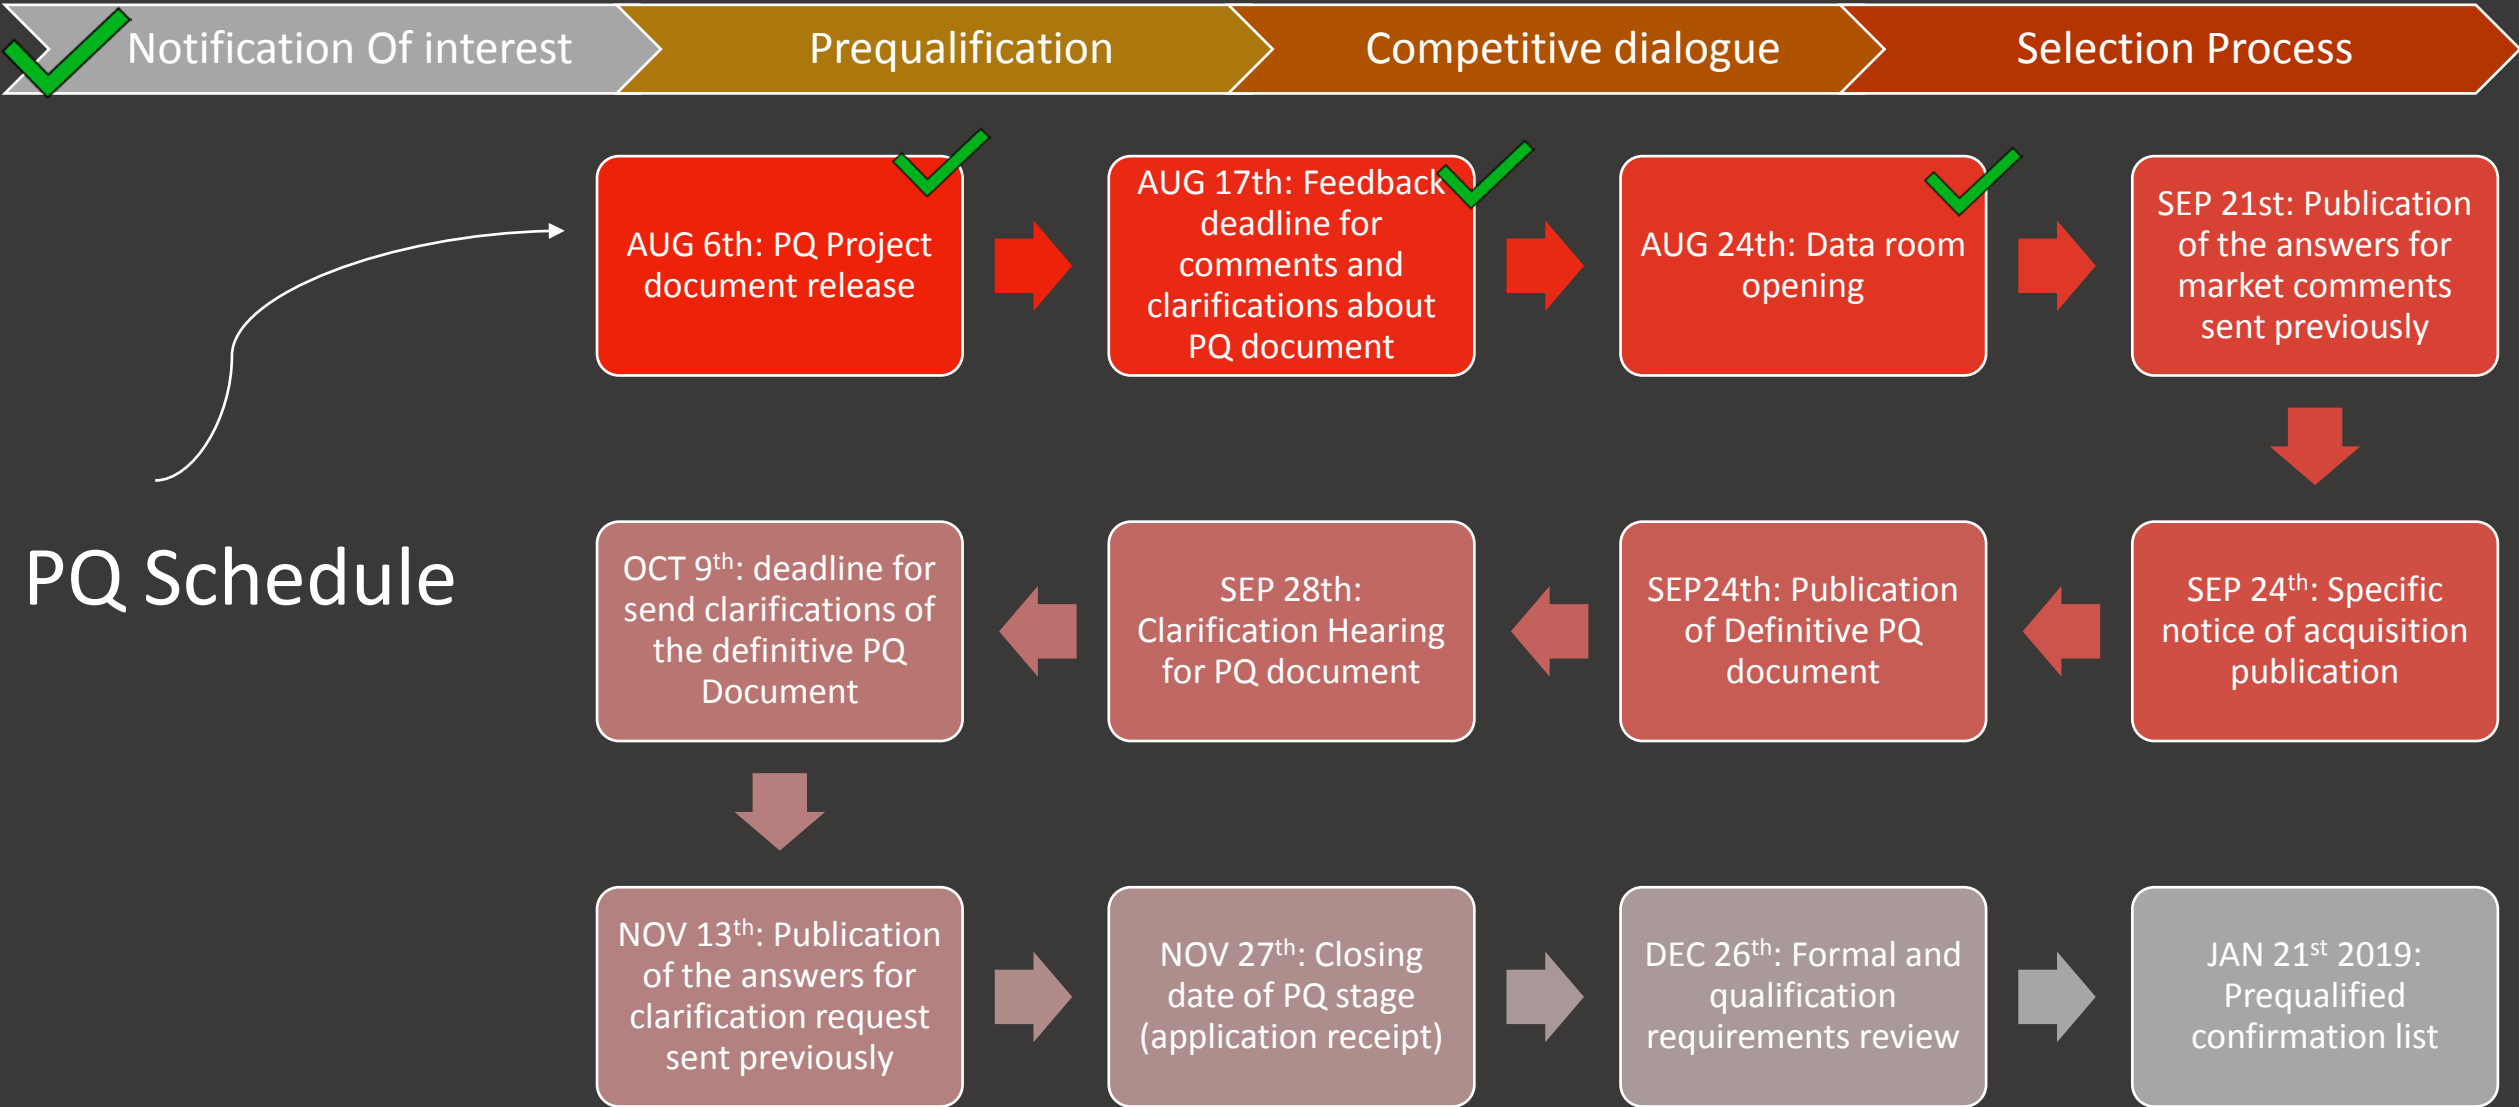 Notification Of interest
Prequalification
Competitive dialogue
Selection Process
AUG 6th: PQ Project
document release
AUG 17th: Feedback
deadline for
comments and
clarifications about
PQ document
AUG 24th: Data room
opening
SEP 21st: Publication
of the answers for
market comments
sent previously
PQ Schedule
SEP 24th: Specific
notice of acquisition
publication
SEP24th: Publication
of Definitive PQ
document
SEP 28th:
Clarification Hearing
for PQ document
OCT 9th: deadline for
send clarifications of
the definitive PQ
Document
NOV 13th: Publication
of the answers for
clarification request
sent previously
NOV 27th: Closing
date of PQ stage
(application receipt)
DEC 26th: Formal and
qualification
requirements review
JAN 21st 2019:
Prequalified
confirmation list